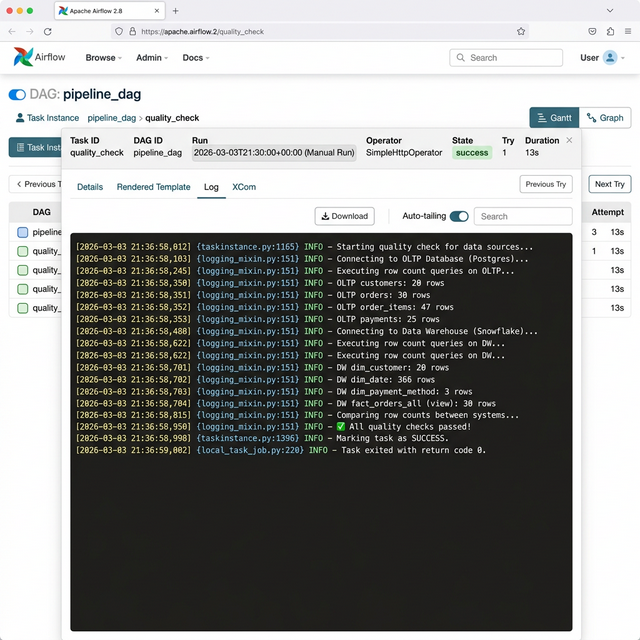 Apache Airflow 2.8
https://apache.airflow.2/quality_check
Airflow
Browse
Admin
Docs
Search
User
DAG: pipeline_dag
Task Instance pipeline_dag > quality_check
Gantt
Graph
Task Inst
Task ID DAG ID Run Operator State Try Duration
quality_check pipeline_dag 2026-03-03T21:30:00+00:00 (Manual Run) SimpleHttpOperator success 1 13s
Previous T
Details Rendered Template Log XCom
Previous Try
Next Try
Download
Auto-tailing
Search
DAG
Attempt
pipeline
3 13s
quality_
1 13s
quality_
13s
quality_
13s
quality_
13s
[2026-03-03 21:36:58,012] {taskinstance.py:1165} INFO – Starting quality check for data sources...
[2026-03-03 21:36:58,103] {logging_mixin.py:151} INFO – Connecting to OLTP Database (Postgres)...
[2026-03-03 21:36:58,245] {logging_mixin.py:151} INFO – Executing row count queries on OLTP...
[2026-03-03 21:36:58,350] {logging_mixin.py:151} INFO – OLTP customers: 20 rows
[2026-03-03 21:36:58,351] {logging_mixin.py:151} INFO – OLTP orders: 30 rows
[2026-03-03 21:36:58,352] {logging_mixin.py:151} INFO – OLTP order_items: 47 rows
[2026-03-03 21:36:58,353] {logging_mixin.py:151} INFO – OLTP payments: 25 rows
[2026-03-03 21:36:58,488] {logging_mixin.py:151} INFO – Connecting to Data Warehouse (Snowflake)...
[2026-03-03 21:36:58,622] {logging_mixin.py:151} INFO – Executing row count queries on DW...
[2026-03-03 21:36:58,622] {logging_mixin.py:151} INFO – Executing row count queries on DW...
[2026-03-03 21:36:58,701] {logging_mixin.py:151} INFO – DW dim_customer: 20 rows
[2026-03-03 21:36:58,702] {logging_mixin.py:151} INFO – DW dim_date: 366 rows
[2026-03-03 21:36:58,703] {logging_mixin.py:151} INFO – DW dim_payment_method: 3 rows
[2026-03-03 21:36:58,704] {logging_mixin.py:151} INFO – DW fact_orders_all (view): 30 rows
[2026-03-03 21:36:58,815] {logging_mixin.py:151} INFO – Comparing row counts between systems...
[2026-03-03 21:36:58,950] {logging_mixin.py:151} INFO – ✅ All quality checks passed!
[2026-03-03 21:36:58,998] {taskinstance.py:1396} INFO – Marking task as SUCCESS.
[2026-03-03 21:36:59,002] {local_task_job.py:220} INFO – Task exited with return code 0.